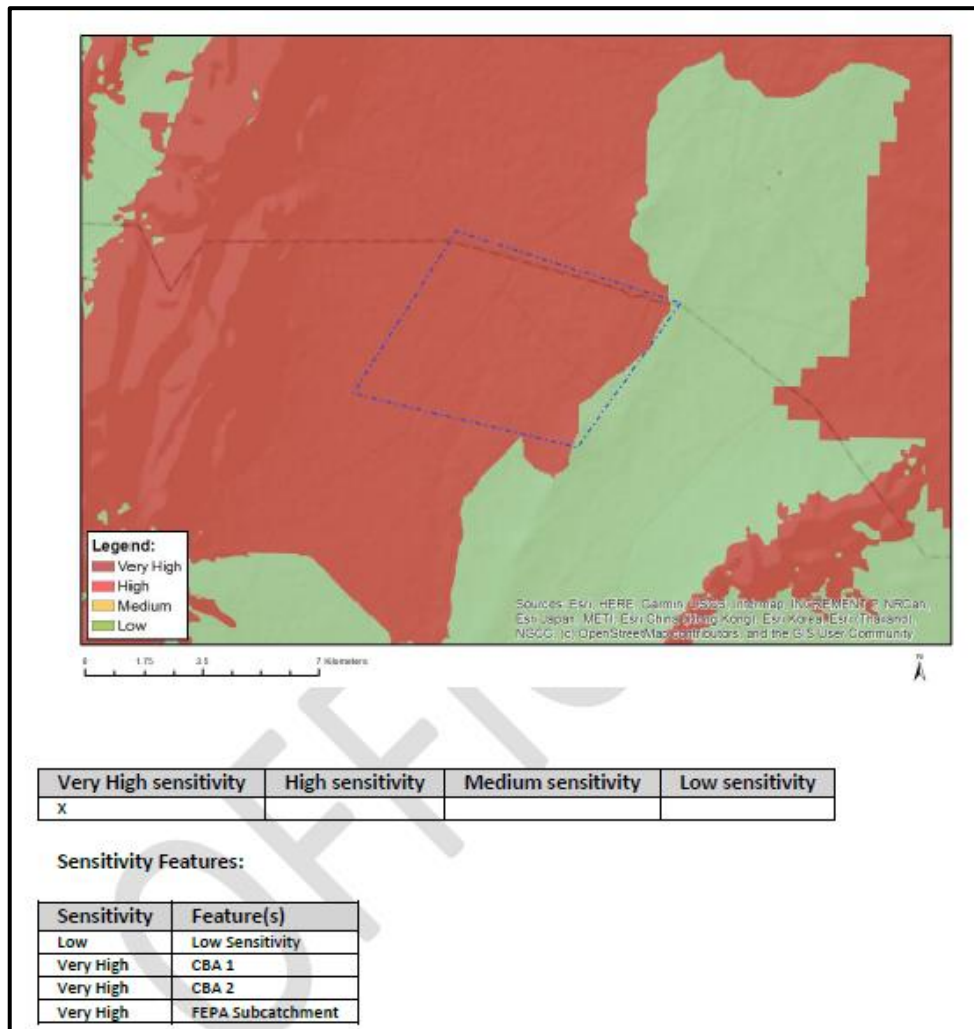 Legend:
Very High
High
Medium
Low
Sources: Esri, HERE, Garmin, USGS, Intermap, INCREMENT P, NRCan,
Esri Japan, METI, Esri China (Hong Kong), Esri Korea, Esri (Thailand),
NGCC, (c) OpenStreetMap contributors, and the GIS User Community
0 1.75 3.5 7 Kilometers
N
Very High sensitivity High sensitivity Medium sensitivity Low sensitivity
X
Sensitivity Features:
Sensitivity Feature(s)
Low Low Sensitivity
Very High CBA 1
Very High CBA 2
Very High FEPA Subcatchment